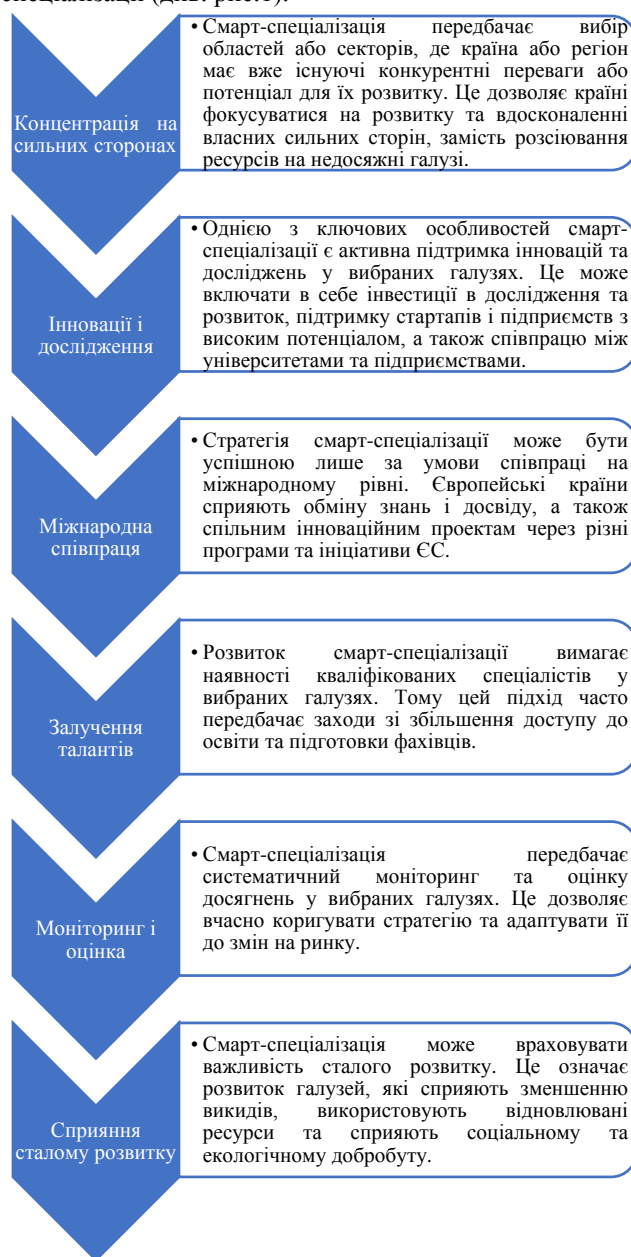 спеціалізації (див. рис.1).
Концентрація на
сильних сторонах
• Смарт-спеціалізація передбачає вибір
областей або секторів, де країна або регіон
має вже існуючі конкурентні переваги або
потенціал для їх розвитку. Це дозволяє країні
фокусуватися на розвитку та вдосконаленні
власних сильних сторін, замість розсіювання
ресурсів на недосяжні галузі.
Інновації і
дослідження
• Однією з ключових особливостей смарт-
спеціалізації є активна підтримка інновацій та
досліджень у вибраних галузях. Це може
включати в себе інвестиції в дослідження та
розвиток, підтримку стартапів і підприємств з
високим потенціалом, а також співпрацю між
університетами та підприємствами.
Міжнародна
співпраця
• Стратегія смарт-спеціалізації може бути
успішною лише за умови співпраці на
міжнародному рівні. Європейські країни
сприяють обміну знань і досвіду, а також
спільним інноваційним проектам через різні
програми та ініціативи ЄС.
Залучення
талантів
• Розвиток смарт-спеціалізації вимагає
наявності кваліфікованих спеціалістів у
вибраних галузях. Тому цей підхід часто
передбачає заходи зі збільшення доступу до
освіти та підготовки фахівців.
Моніторинг і
оцінка
• Смарт-спеціалізація передбачає
систематичний моніторинг та оцінку
досягнень у вибраних галузях. Це дозволяє
вчасно коригувати стратегію та адаптувати її
до змін на ринку.
Сприяння
сталому розвитку
• Смарт-спеціалізація може враховувати
важливість сталого розвитку. Це означає
розвиток галузей, які сприяють зменшенню
викидів, використовують відновлювані
ресурси та сприяють соціальному та
екологічному добробуту.